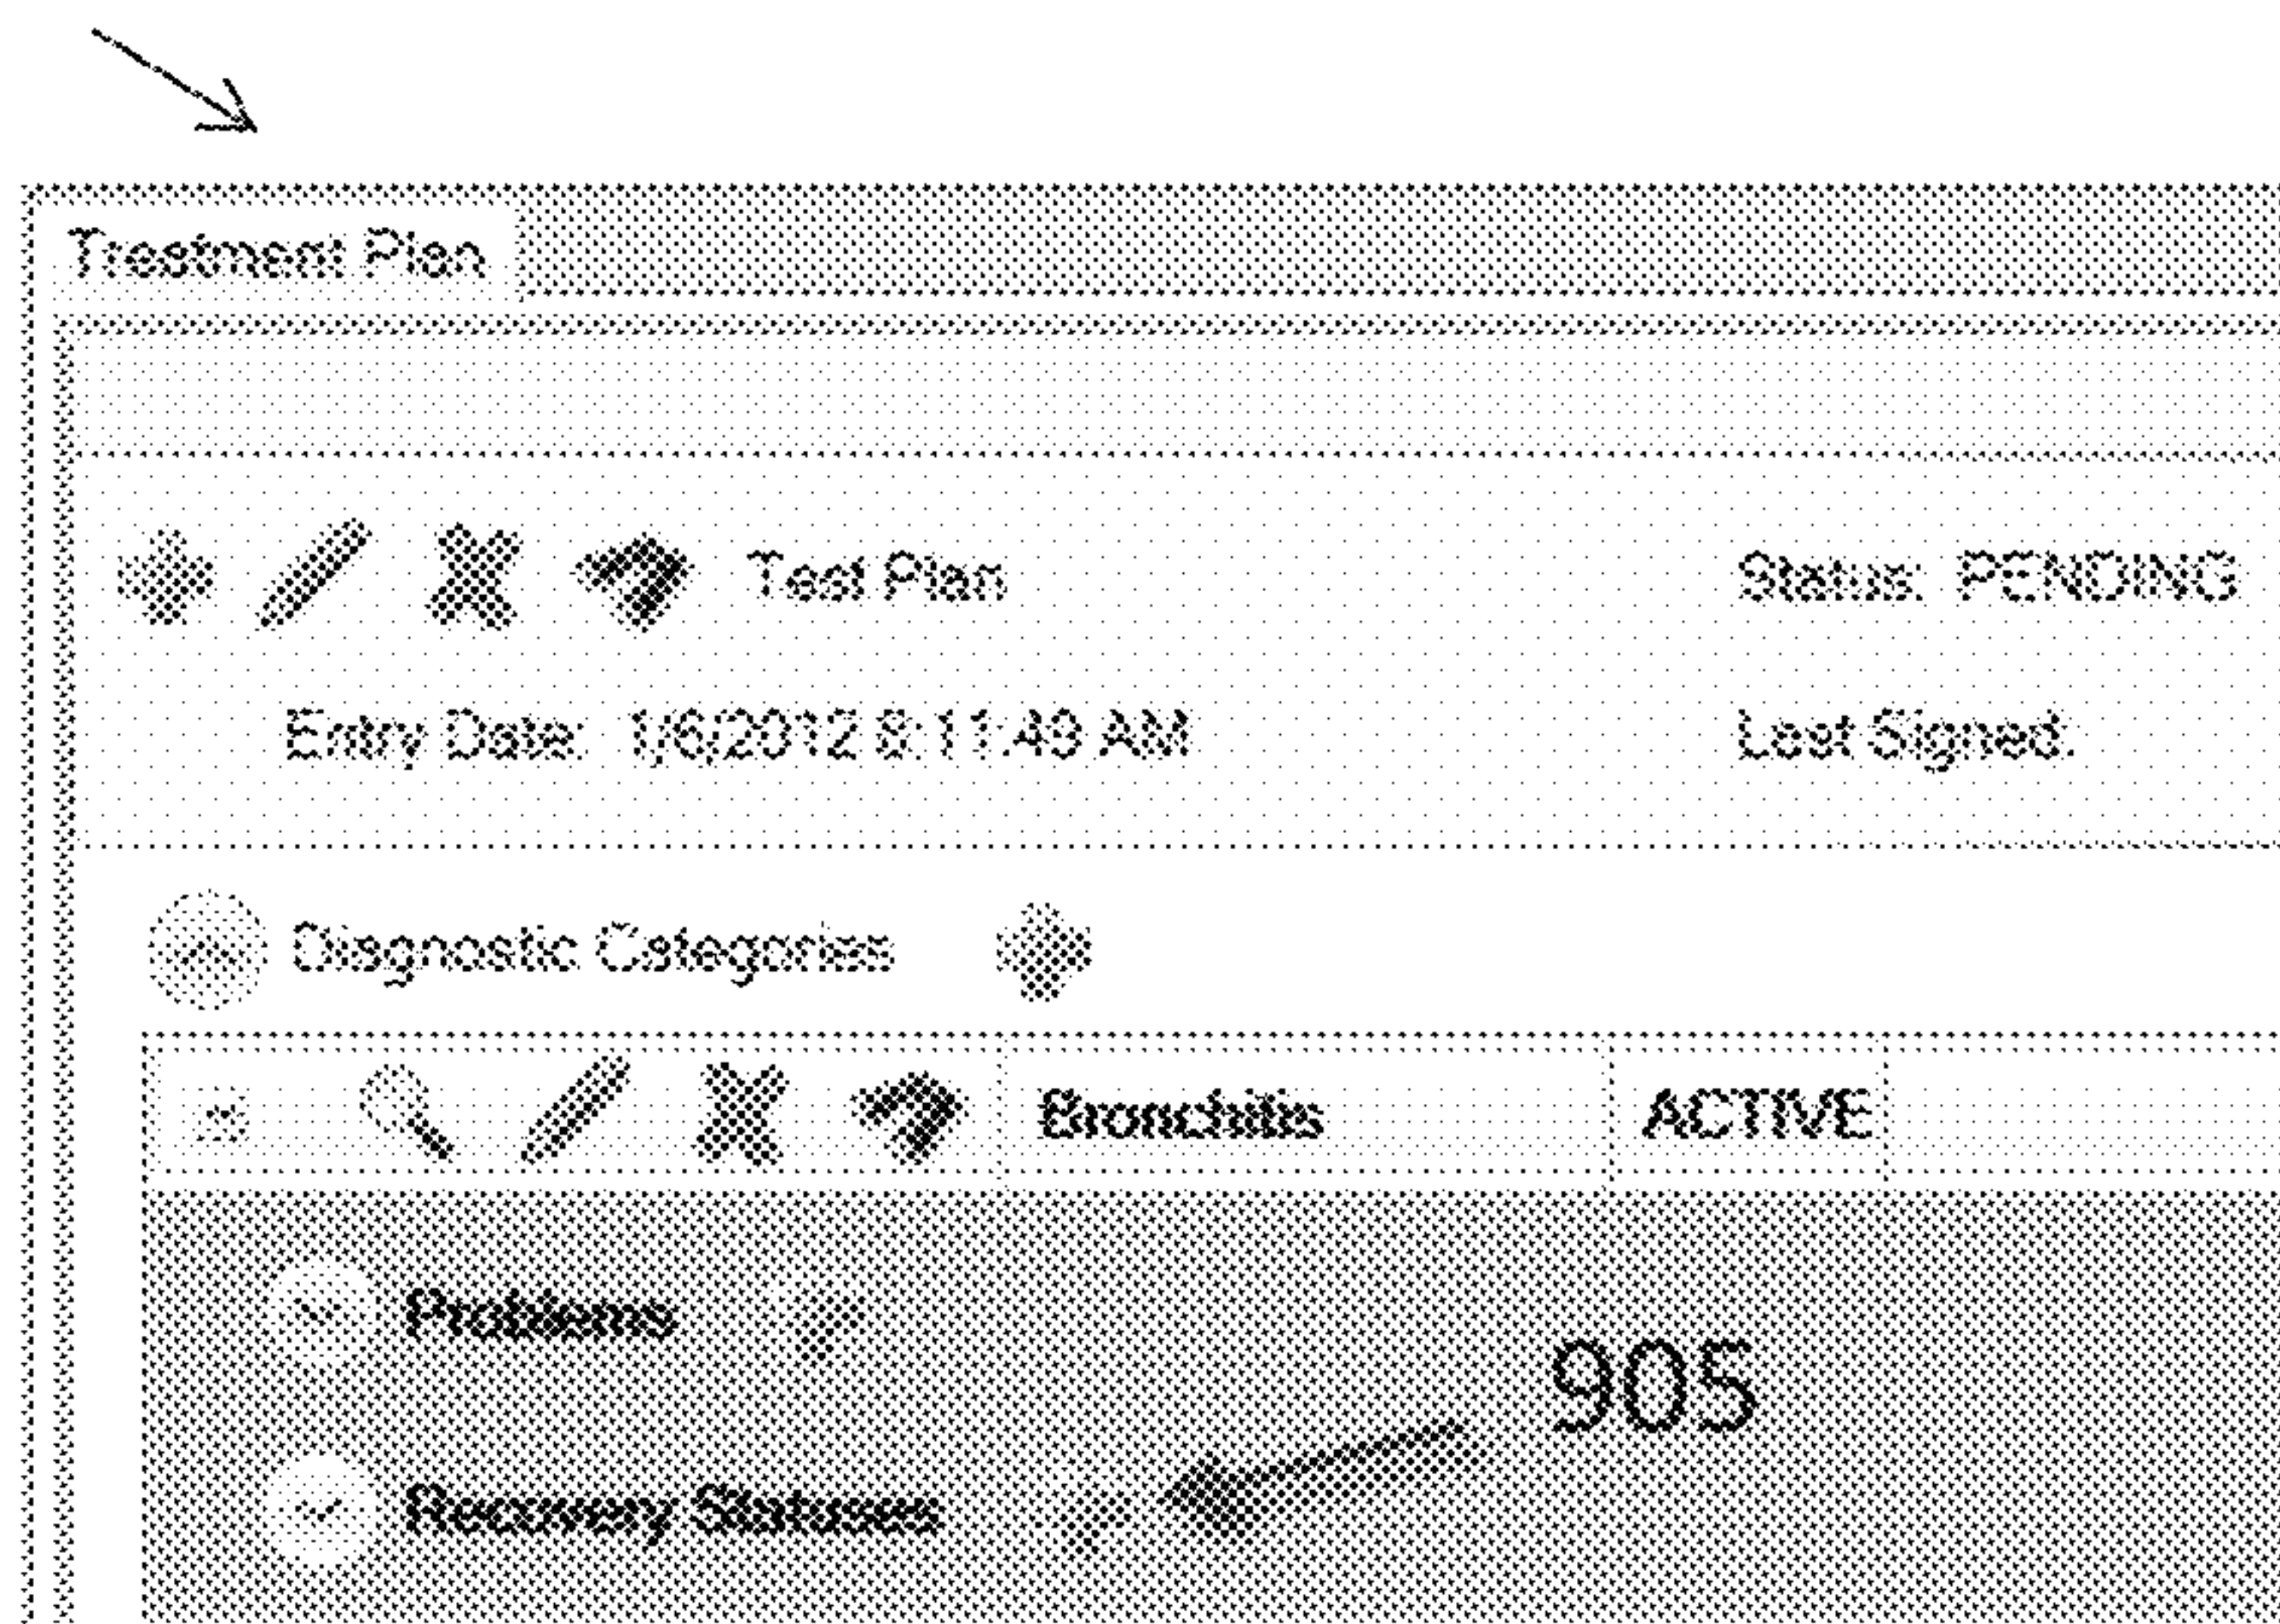 Treatment Plan
Test Plan Status: PENDING
Entry Date: 1/6/2012 8:11:49 AM Last Signed:
Diagnostic Categories
Bronchitis ACTIVE
Problems
905
Recovery Statuses